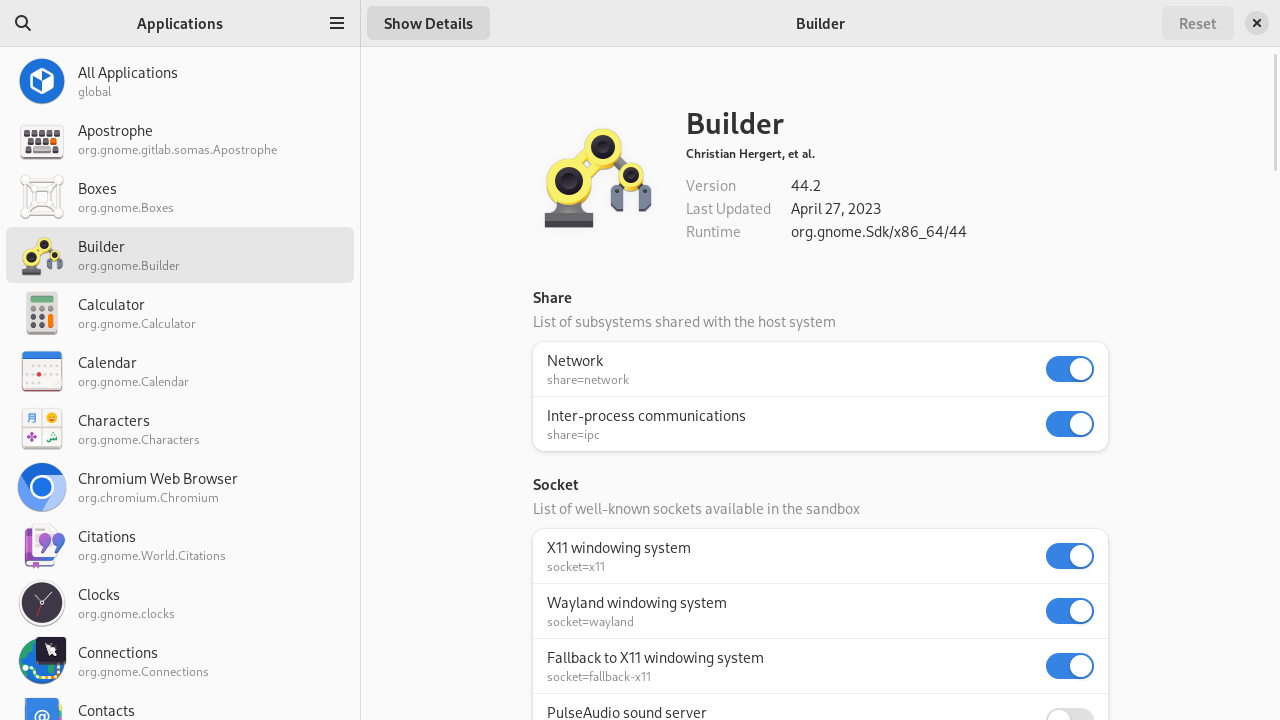 Applications
Show Details
Builder
Reset
All Applications
global
Apostrophe
org.gnome.gitlab.somas.Apostrophe
Boxes
org.gnome.Boxes
Builder
org.gnome.Builder
Calculator
org.gnome.Calculator
Calendar
org.gnome.Calendar
Characters
org.gnome.Characters
Chromium Web Browser
org.chromium.Chromium
Citations
org.gnome.World.Citations
Clocks
org.gnome.clocks
Connections
org.gnome.Connections
Contacts
Builder
Christian Hergert, et al.
Version 44.2
Last Updated April 27, 2023
Runtime org.gnome.Sdk/x86_64/44
Share
List of subsystems shared with the host system
Network
share=network
Inter-process communications
share=ipc
Socket
List of well-known sockets available in the sandbox
X11 windowing system
socket=x11
Wayland windowing system
socket=wayland
Fallback to X11 windowing system
socket=fallback-x11
PulseAudio sound server